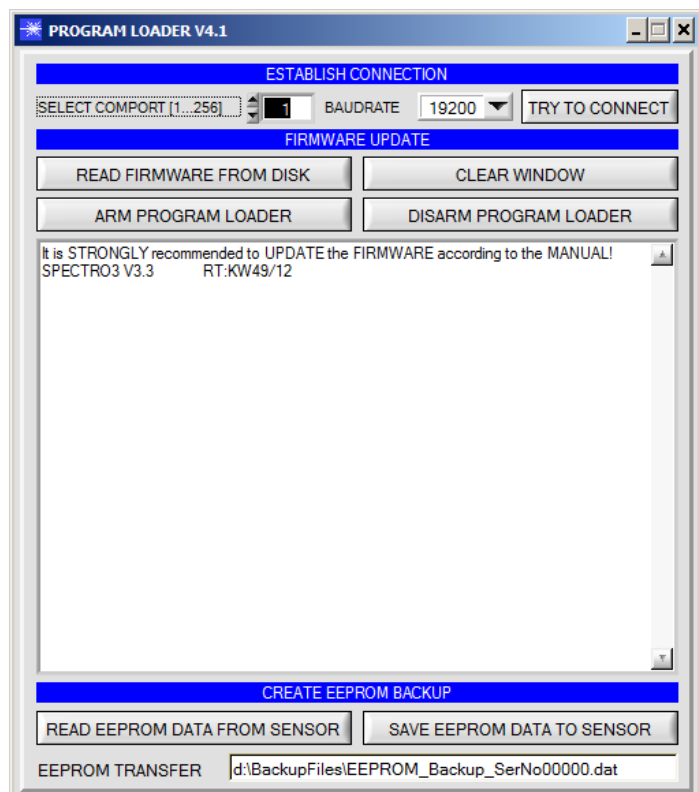 PROGRAM LOADER V4.1
ESTABLISH CONNECTION
SELECT COMPORT [1...256] 1 BAUDRATE 19200 TRY TO CONNECT
FIRMWARE UPDATE
READ FIRMWARE FROM DISK CLEAR WINDOW
ARM PROGRAM LOADER DISARM PROGRAM LOADER
It is STRONGLY recommended to UPDATE the FIRMWARE according to the MANUAL!
SPECTRO3 V3.3 RT:KW49/12
CREATE EEPROM BACKUP
READ EEPROM DATA FROM SENSOR SAVE EEPROM DATA TO SENSOR
EEPROM TRANSFER d:\BackupFiles\EEPROM_Backup_SerNo00000.dat